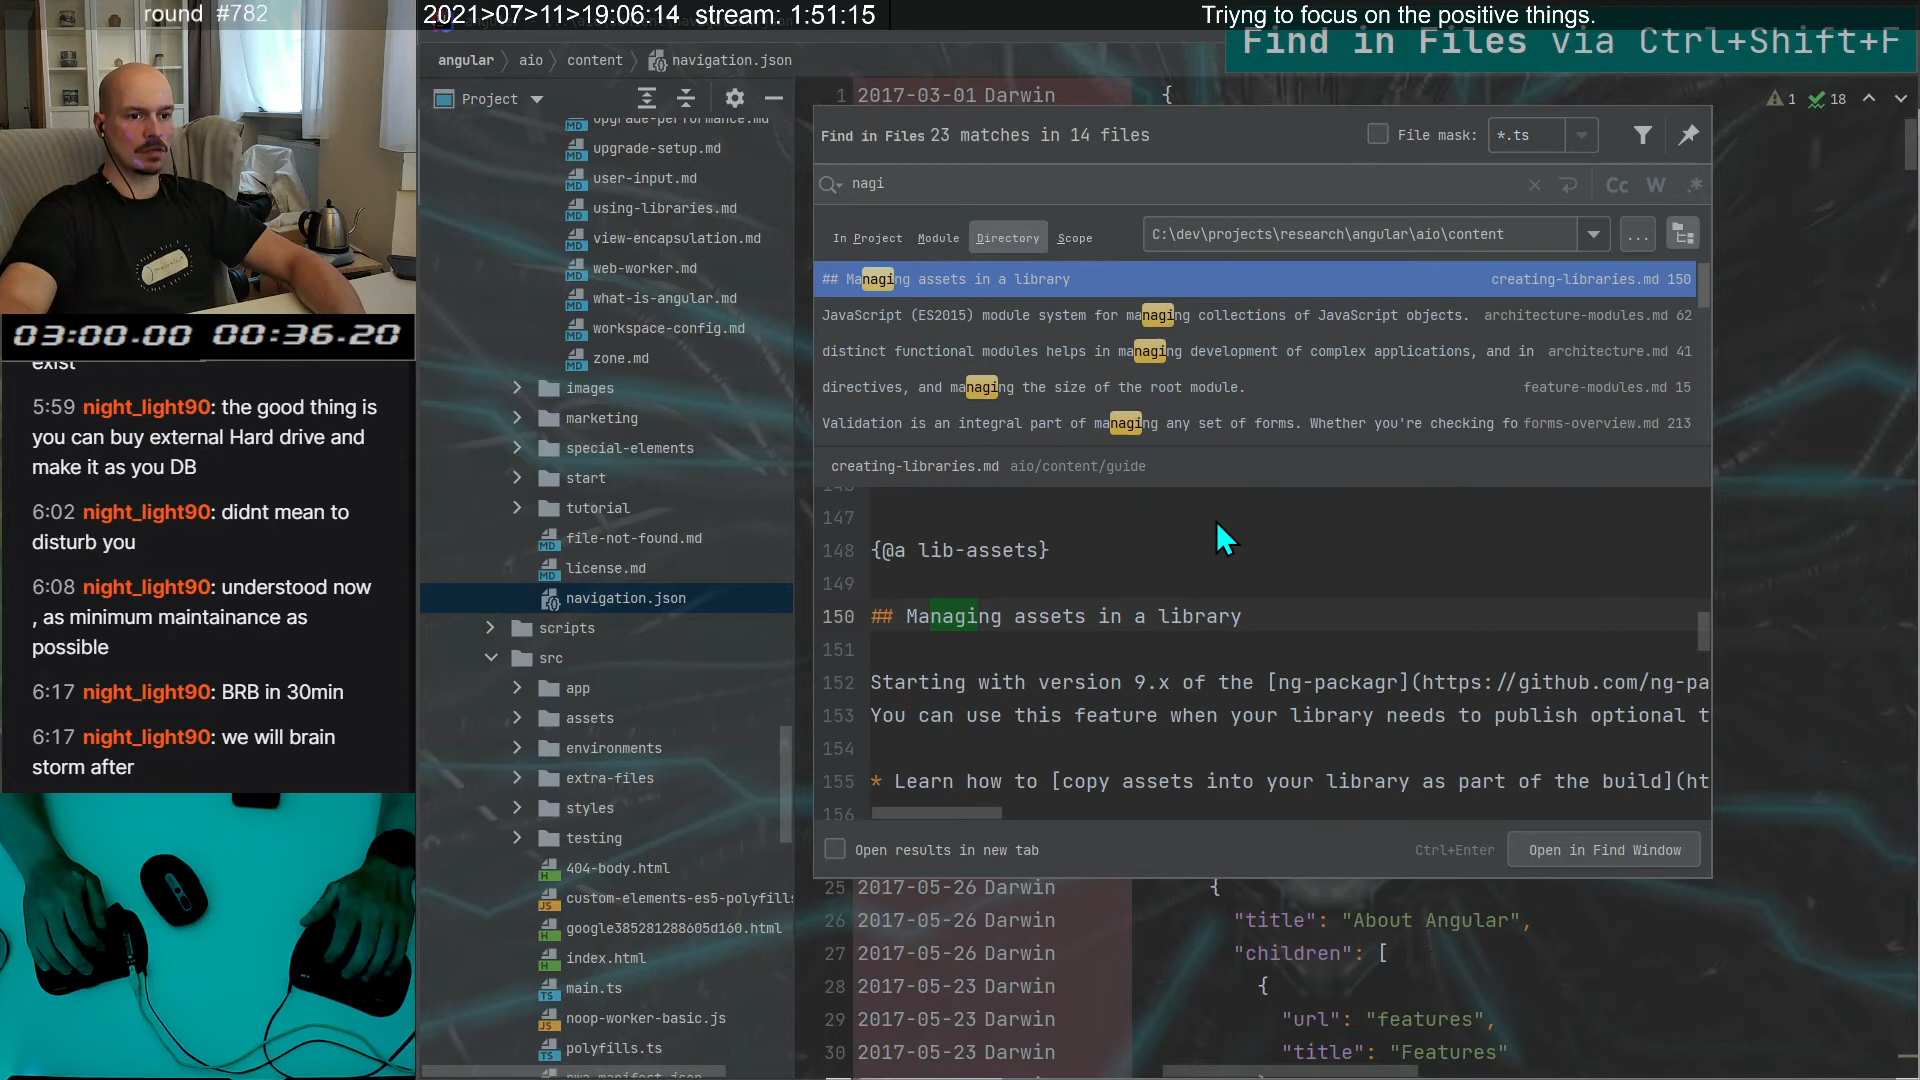 round #782
2021>07>11>19:06:14 stream: 1:51:15
Triyng to focus on the positive things.
Find in Files via Ctrl+Shift+F
03:00.00 00:36.20
exist
5:59 night_light90: the good thing is
you can buy external Hard drive and
make it as you DB
6:02 night_light90: didnt mean to
disturb you
6:08 night_light90: understood now
, as minimum maintainance as
possible
6:17 night_light90: BRB in 30min
6:17 night_light90: we will brain
storm after
angular aio content navigation.json
Project
upgrade-performance.md
upgrade-setup.md
user-input.md
using-libraries.md
view-encapsulation.md
web-worker.md
what-is-angular.md
workspace-config.md
zone.md
images
marketing
special-elements
start
tutorial
file-not-found.md
license.md
navigation.json
scripts
src
app
assets
environments
extra-files
styles
testing
404-body.html
custom-elements-es5-polyfills
google385281288605d160.html
index.html
main.ts
noop-worker-basic.js
polyfills.ts
1 2017-03-01 Darwin {
1 18
Find in Files 23 matches in 14 files File mask: *.ts
nagi Cc W .*
In Project Module Directory Scope C:\dev\projects\research\angular\aio\content ...
## Managing assets in a library creating-libraries.md 150
JavaScript (ES2015) module system for managing collections of JavaScript objects. architecture-modules.md 62
distinct functional modules helps in managing development of complex applications, and in architecture.md 41
directives, and managing the size of the root module. feature-modules.md 15
Validation is an integral part of managing any set of forms. Whether you're checking fo forms-overview.md 213
creating-libraries.md aio/content/guide
147
148 {@a lib-assets}
149
150 ## Managing assets in a library
151
152 Starting with version 9.x of the [ng-packagr](https://github.com/ng-pa
153 You can use this feature when your library needs to publish optional t
154
155 * Learn how to [copy assets into your library as part of the build](ht
156
Open results in new tab Ctrl+Enter Open in Find Window
25 2017-05-26 Darwin {
26 2017-05-26 Darwin "title": "About Angular",
27 2017-05-26 Darwin "children": [
28 2017-05-23 Darwin {
29 2017-05-23 Darwin "url": "features",
30 2017-05-23 Darwin "title": "Features"